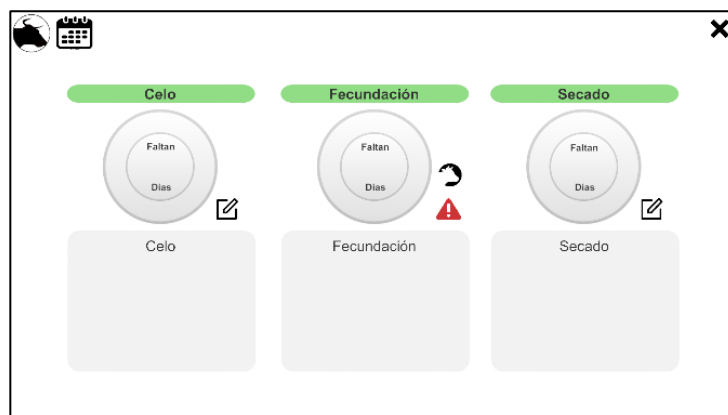 Celo
Fecundación
Secado
Faltan
Dias
Faltan
Dias
Faltan
Dias
Celo
Fecundación
Secado